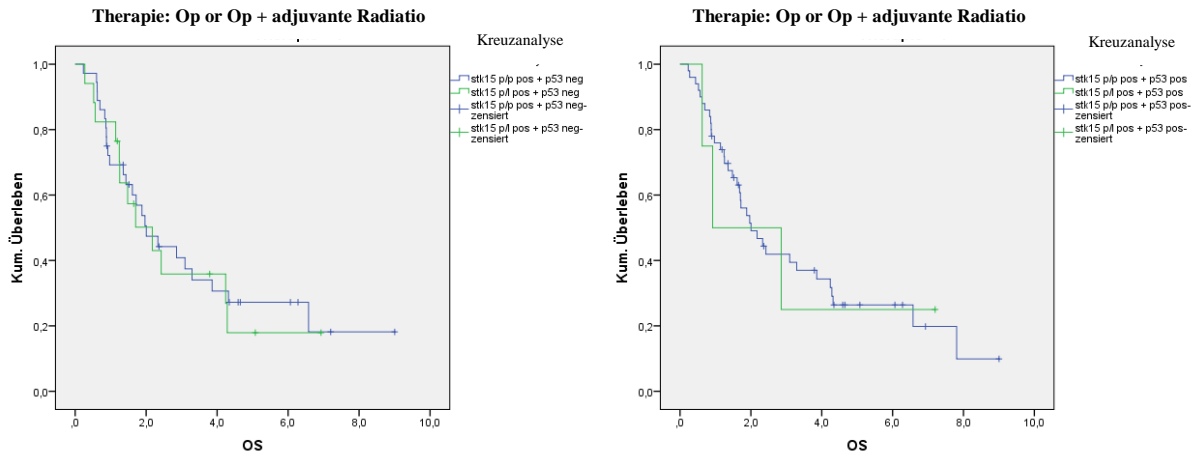 Therapie: Op or Op + adjuvante Radiatio
Kreuzanalyse
stk15 p/p pos + p53 neg
stk15 p/l pos + p53 neg
stk15 p/p pos + p53 neg-
zensiert
stk15 p/l pos + p53 neg-
zensiert
1,0
0,8
0,6
0,4
0,2
0,0
Kum. Überleben
,0 2,0 4,0 6,0 8,0 10,0
OS
Therapie: Op or Op + adjuvante Radiatio
Kreuzanalyse
stk15 p/p pos + p53 pos
stk15 p/l pos + p53 pos
stk15 p/p pos + p53 pos-
zensiert
stk15 p/l pos + p53 pos-
zensiert
1,0
0,8
0,6
0,4
0,2
0,0
Kum. Überleben
,0 2,0 4,0 6,0 8,0 10,0
OS